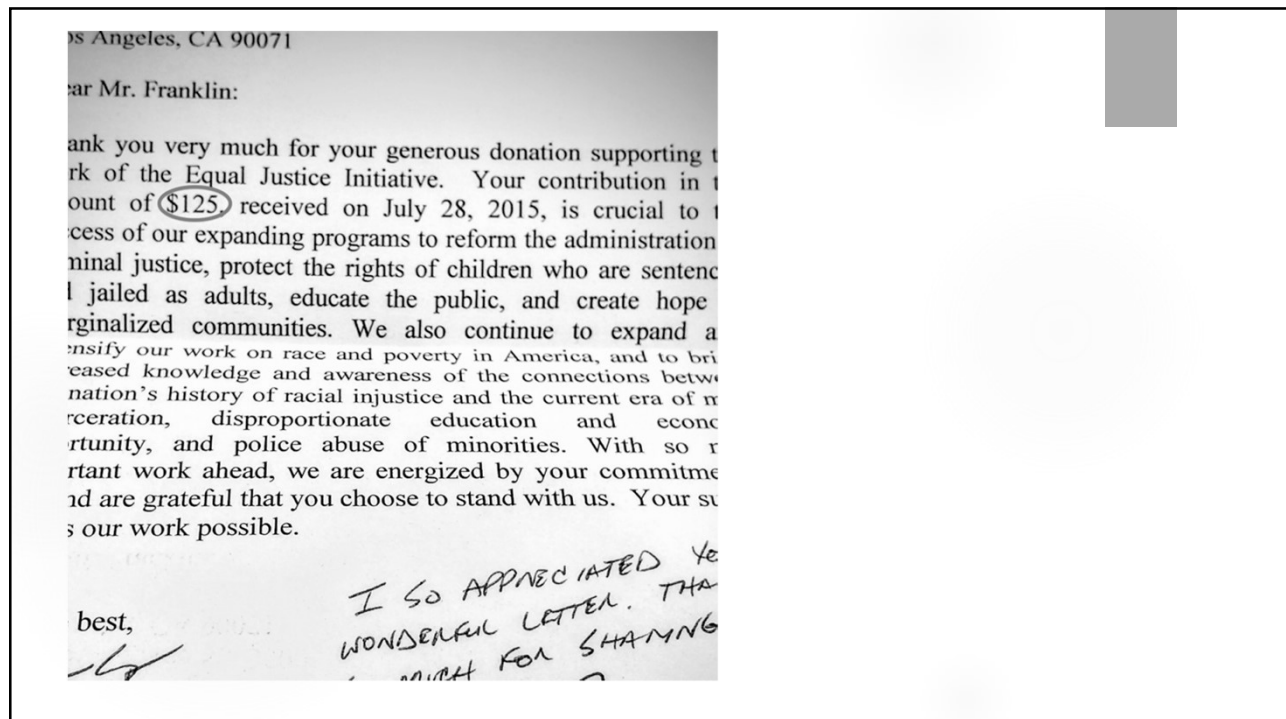 os Angeles, CA 90071
ear Mr. Franklin:
ank you very much for your generous donation supporting t
rk of the Equal Justice Initiative. Your contribution in t
ount of $125, received on July 28, 2015, is crucial to t
cess of our expanding programs to reform the administration
minal justice, protect the rights of children who are sentenc
l jailed as adults, educate the public, and create hope
rginalized communities. We also continue to expand a
ensify our work on race and poverty in America, and to bri
reased knowledge and awareness of the connections betwe
nation’s history of racial injustice and the current era of m
rceration, disproportionate education and econo
rtunity, and police abuse of minorities. With so r
rtant work ahead, we are energized by your commitme
nd are grateful that you choose to stand with us. Your su
s our work possible.
best,
I SO APPRECIATED Yo
WONDERFUL LETTER. THA
MUCH FOR SHARING